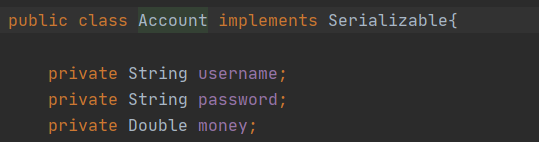 public class Account implements Serializable{
private String username;
private String password;
private Double money;